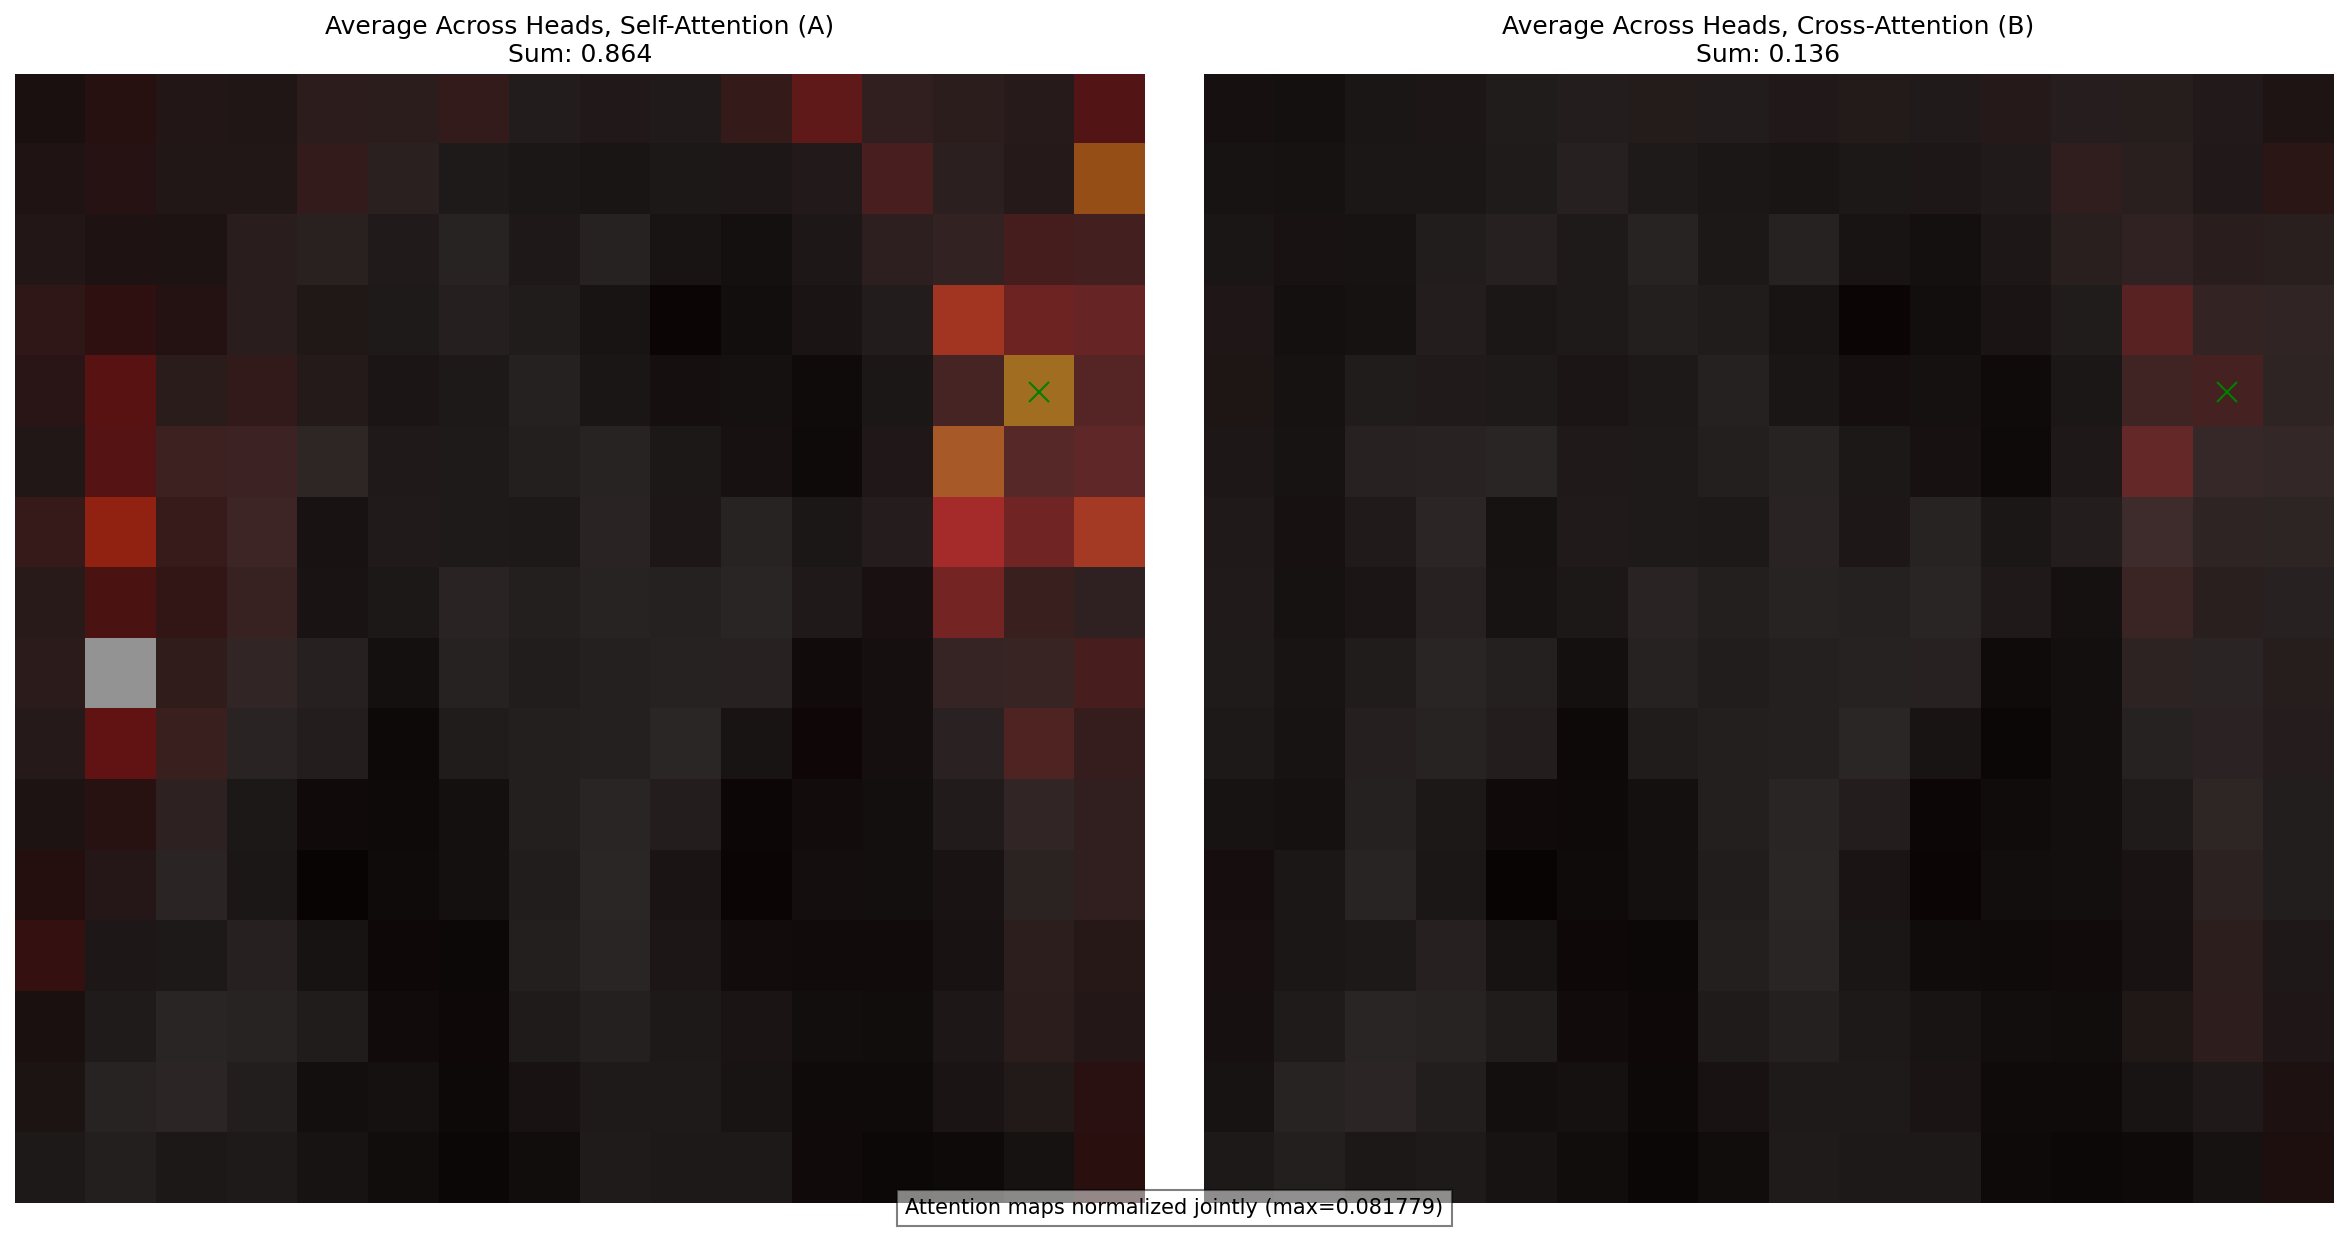 Average Across Heads, Self-Attention (A)
Sum: 0.864
Average Across Heads, Cross-Attention (B)
Sum: 0.136
Attention maps normalized jointly (max=0.081779)